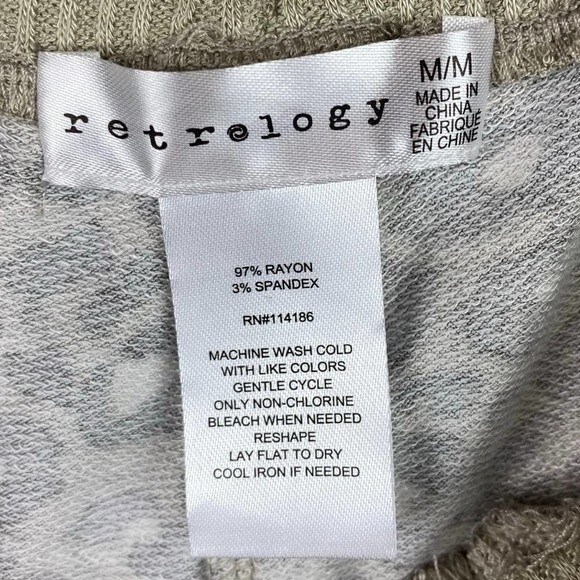 retrology
M/M
MADE IN
CHINA
FABRIQUÉ
EN CHINE
97% RAYON
3% SPANDEX
RN#114186
MACHINE WASH COLD
WITH LIKE COLORS
GENTLE CYCLE
ONLY NON-CHLORINE
BLEACH WHEN NEEDED
RESHAPE
LAY FLAT TO DRY
COOL IRON IF NEEDED